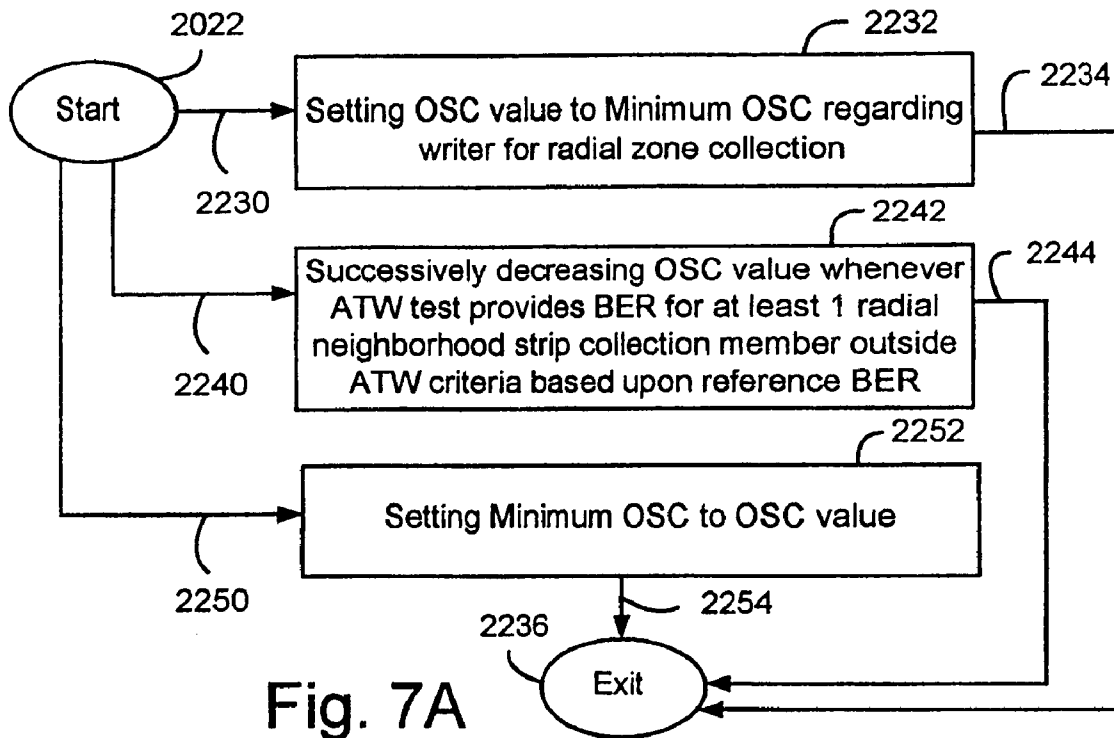 2022
Start
2232
2234
Setting OSC value to Minimum OSC regarding
writer for radial zone collection
2230
2242
2244
Successively decreasing OSC value whenever
ATW test provides BER for at least 1 radial
neighborhood strip collection member outside
ATW criteria based upon reference BER
2240
2252
Setting Minimum OSC to OSC value
2250
2254
2236
Exit
Fig. 7A